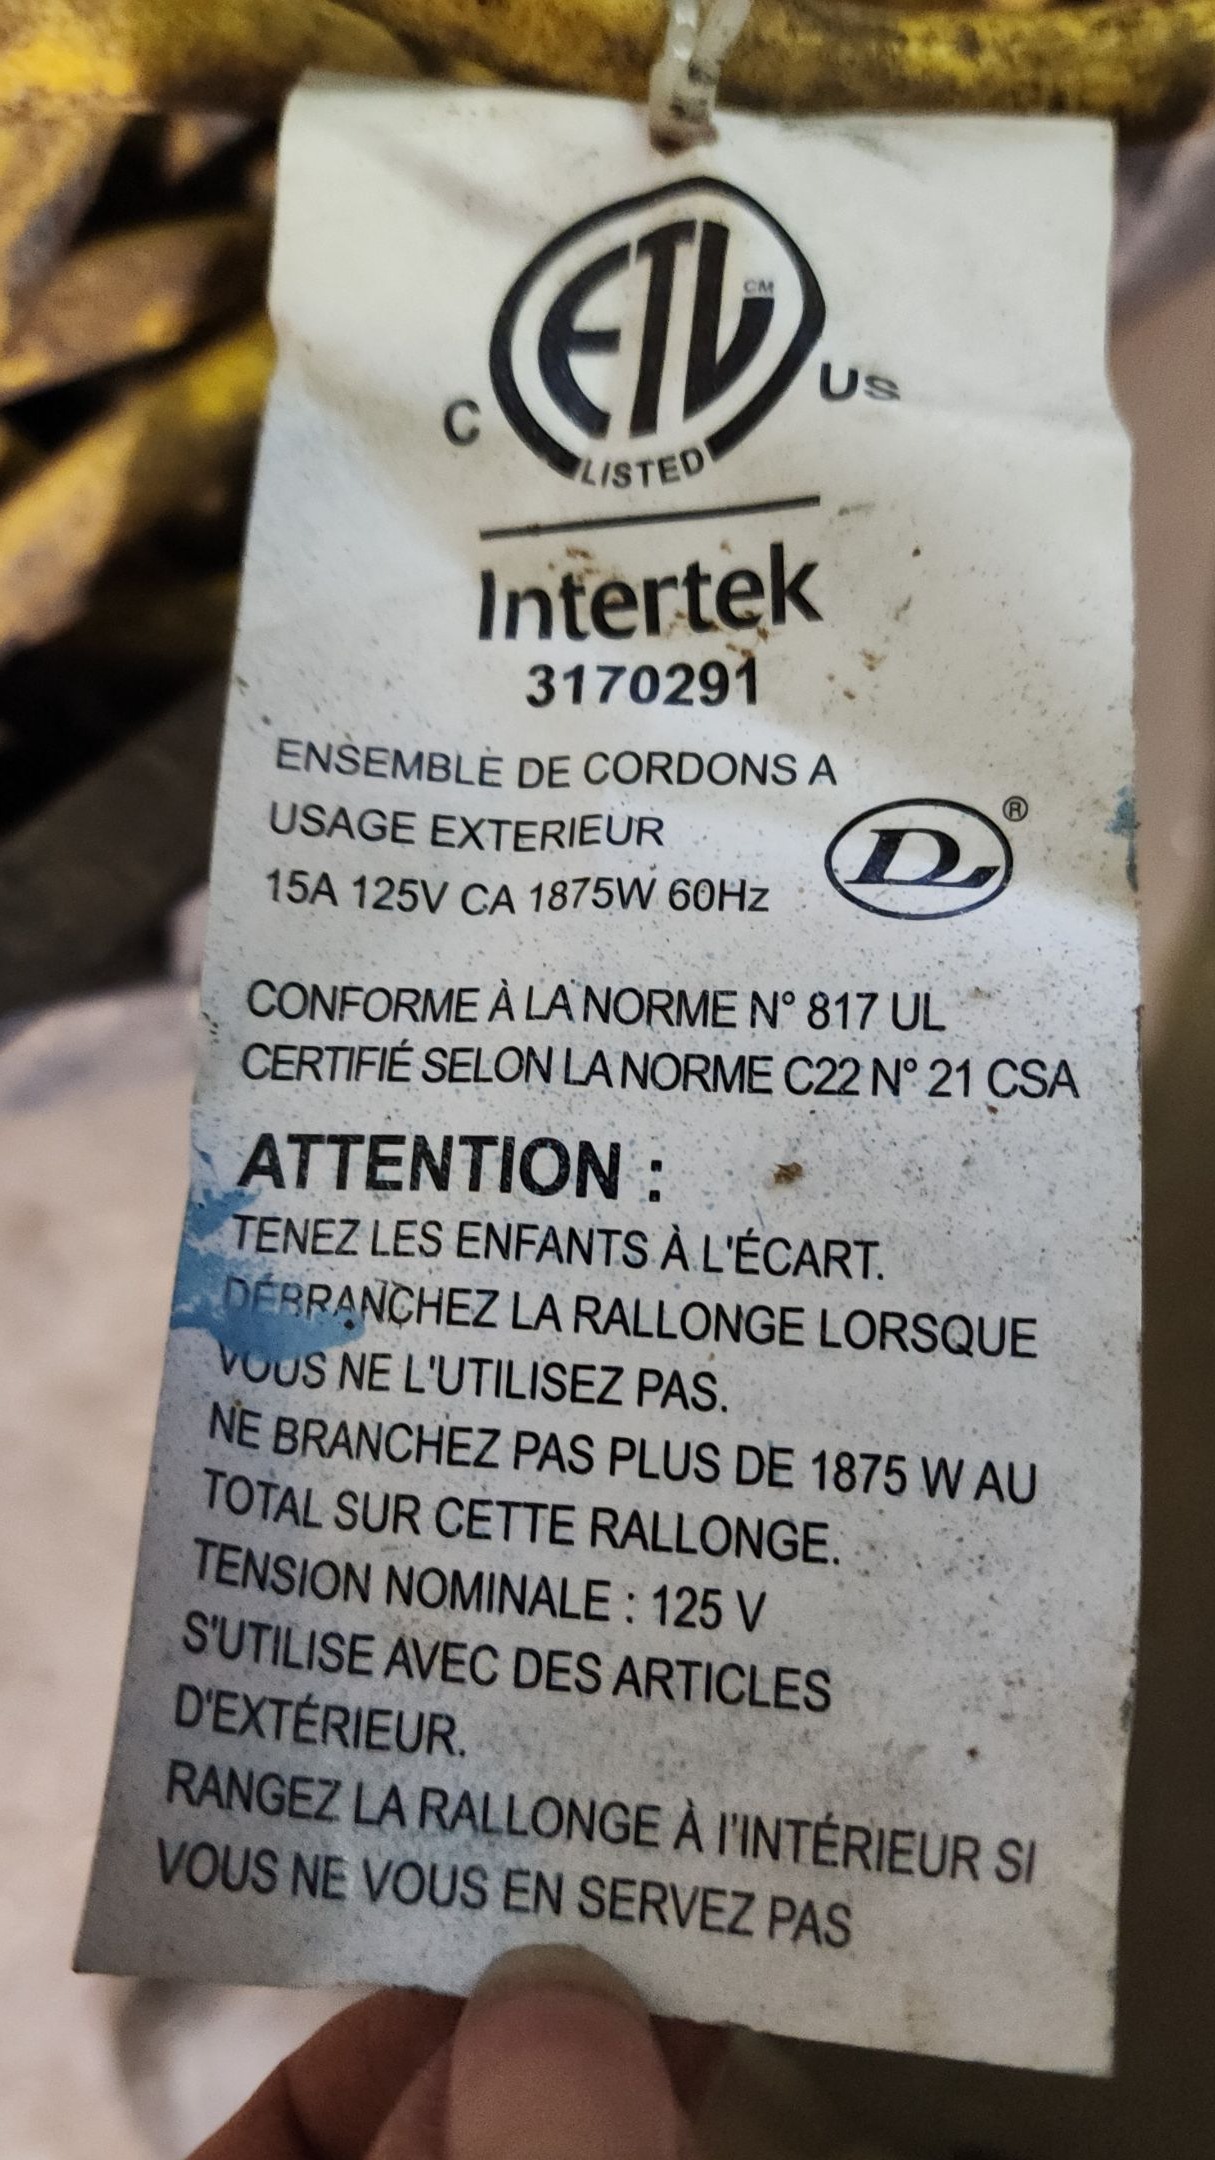 ETL CM
C US
LISTED
Intertek
3170291
ENSEMBLE DE CORDONS A
USAGE EXTERIEUR
DL ®
15A 125V CA 1875W 60Hz
CONFORME À LA NORME N° 817 UL
CERTIFIÉ SELON LA NORME C22 N° 21 CSA
ATTENTION :
TENEZ LES ENFANTS À L'ÉCART.
DÉBRANCHEZ LA RALLONGE LORSQUE
VOUS NE L'UTILISEZ PAS.
NE BRANCHEZ PAS PLUS DE 1875 W AU
TOTAL SUR CETTE RALLONGE.
TENSION NOMINALE : 125 V
S'UTILISE AVEC DES ARTICLES
D'EXTÉRIEUR.
RANGEZ LA RALLONGE À l'INTÉRIEUR SI
VOUS NE VOUS EN SERVEZ PAS